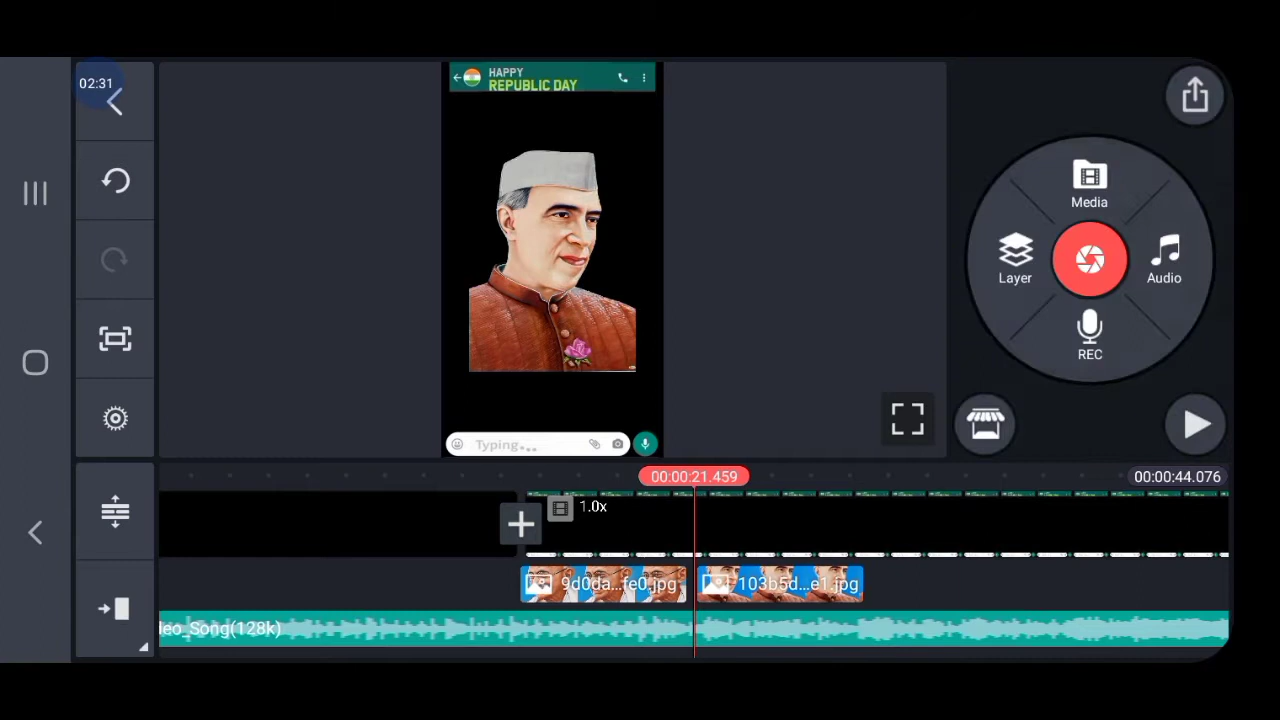 02:31
HAPPY
REPUBLIC DAY
Typing...
Media
Layer
Audio
REC
00:00:21.459
00:00:44.076
1.0x
9d0da...fe0.jpg
103b5d...e1.jpg
deo_Song(128k)